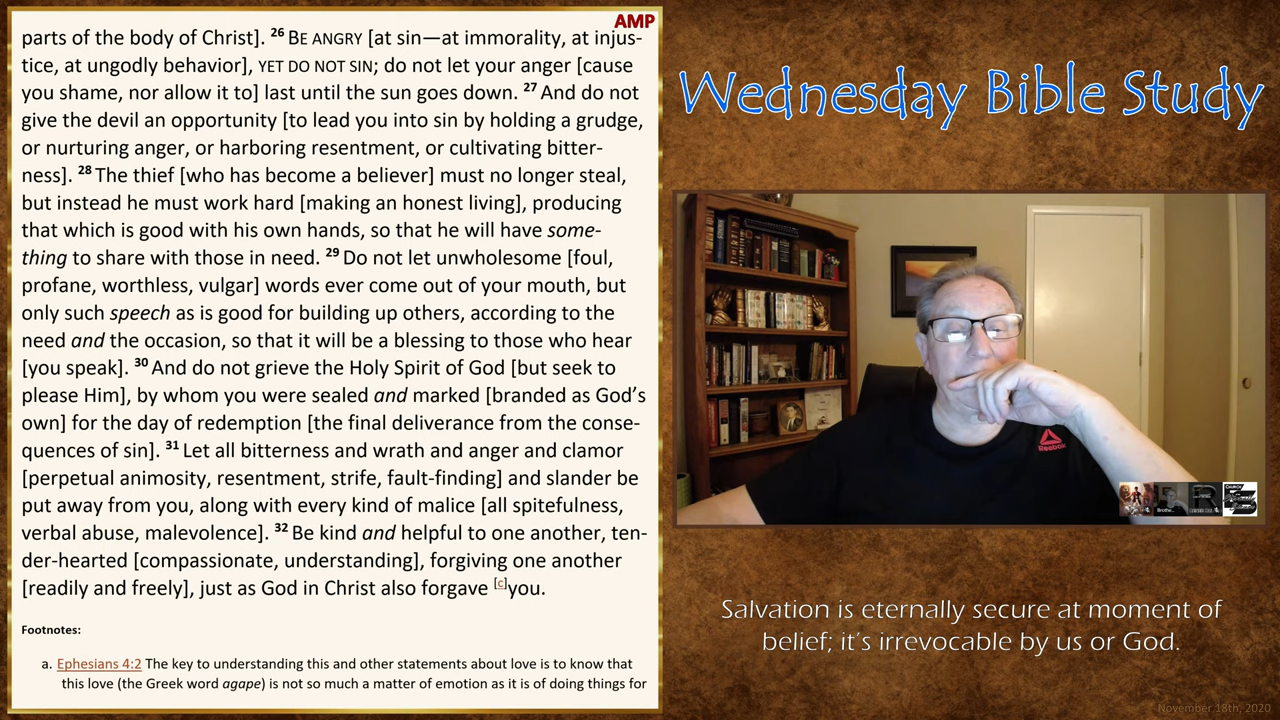 AMP
parts of the body of Christ]. 26 BE ANGRY [at sin—at immorality, at injus-
tice, at ungodly behavior], YET DO NOT SIN; do not let your anger [cause
you shame, nor allow it to] last until the sun goes down. 27 And do not
give the devil an opportunity [to lead you into sin by holding a grudge,
or nurturing anger, or harboring resentment, or cultivating bitter-
ness]. 28 The thief [who has become a believer] must no longer steal,
but instead he must work hard [making an honest living], producing
that which is good with his own hands, so that he will have some-
thing to share with those in need. 29 Do not let unwholesome [foul,
profane, worthless, vulgar] words ever come out of your mouth, but
only such speech as is good for building up others, according to the
need and the occasion, so that it will be a blessing to those who hear
[you speak]. 30 And do not grieve the Holy Spirit of God [but seek to
please Him], by whom you were sealed and marked [branded as God's
own] for the day of redemption [the final deliverance from the conse-
quences of sin]. 31 Let all bitterness and wrath and anger and clamor
[perpetual animosity, resentment, strife, fault-finding] and slander be
put away from you, along with every kind of malice [all spitefulness,
verbal abuse, malevolence]. 32 Be kind and helpful to one another, ten-
der-hearted [compassionate, understanding], forgiving one another
[readily and freely], just as God in Christ also forgave [c]you.
Footnotes:
a. Ephesians 4:2 The key to understanding this and other statements about love is to know that
this love (the Greek word agape) is not so much a matter of emotion as it is of doing things for
Wednesday Bible Study
Reebok
Brothe...
Salvation is eternally secure at moment of
belief; it's irrevocable by us or God.
November 18th, 2020